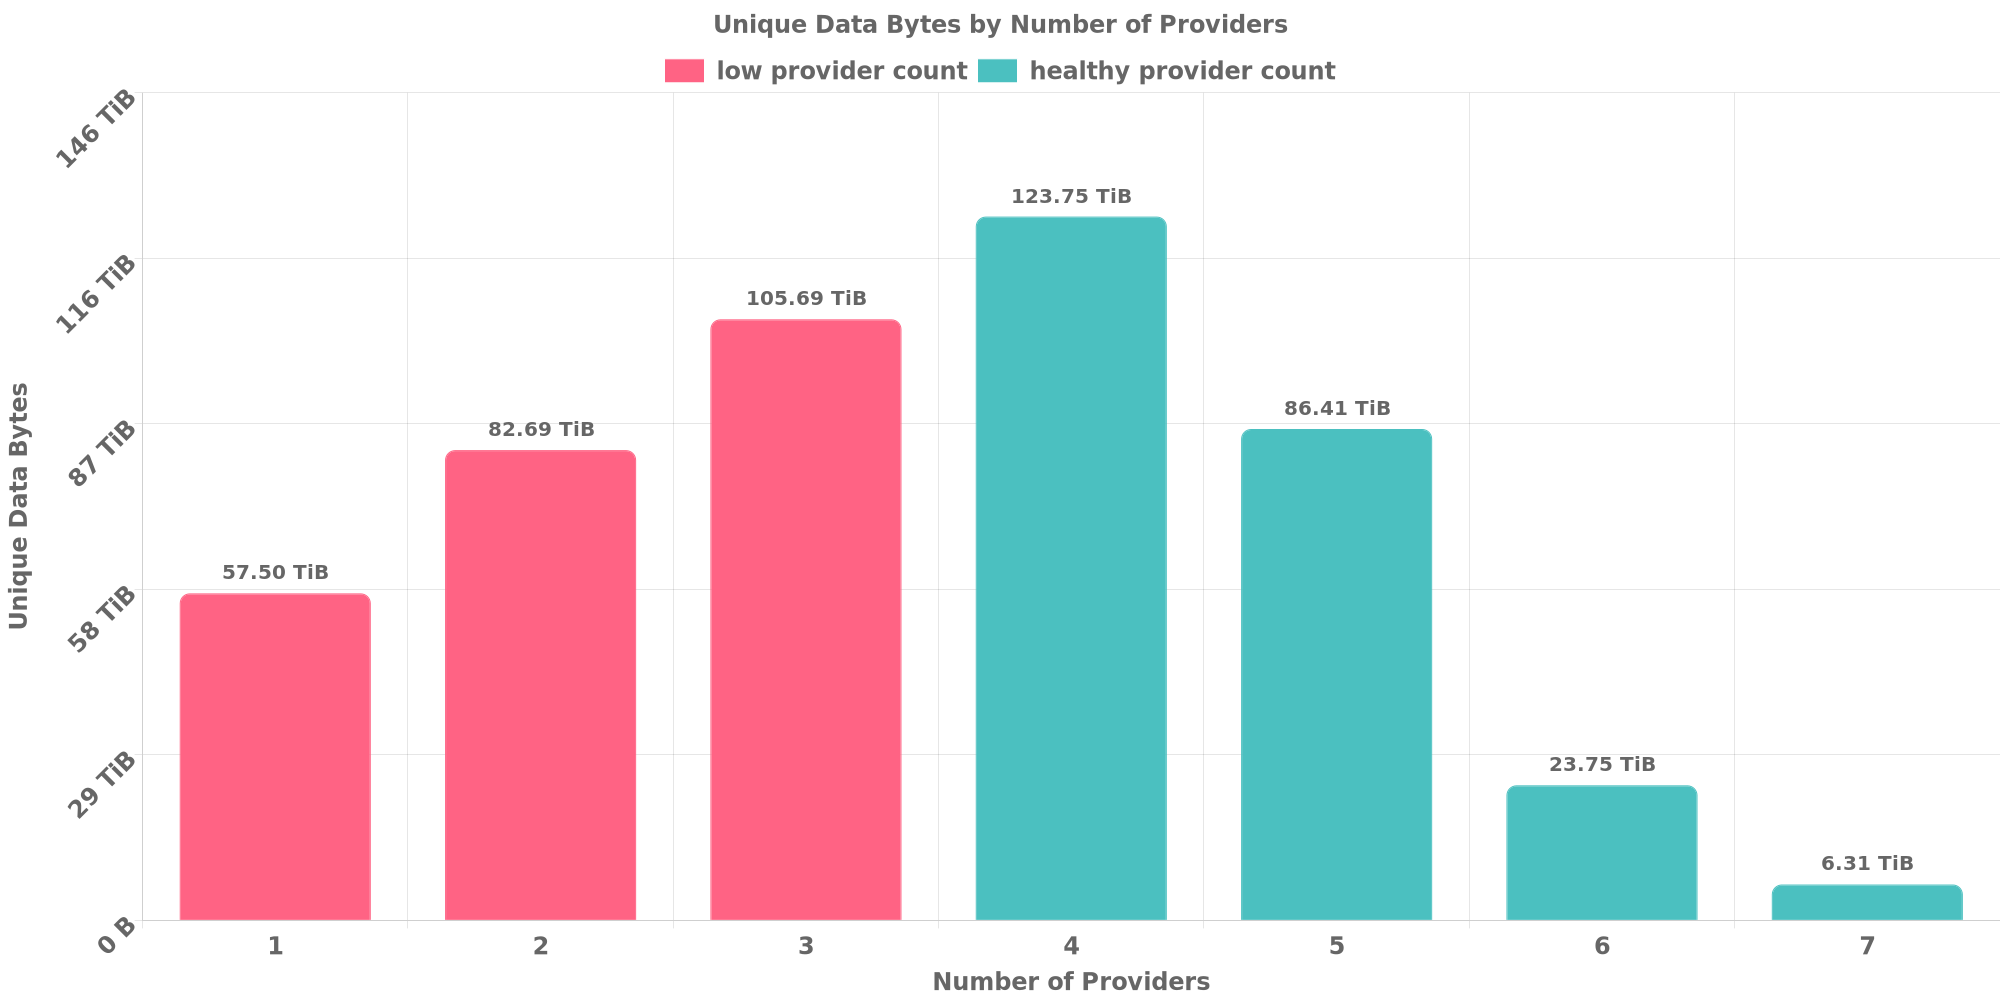 Unique Data Bytes by Number of Providers
low provider count healthy provider count
146 TiB
116 TiB
87 TiB
58 TiB
29 TiB
0 B
Unique Data Bytes
57.50 TiB
82.69 TiB
105.69 TiB
123.75 TiB
86.41 TiB
23.75 TiB
6.31 TiB
1 2 3 4 5 6 7
Number of Providers